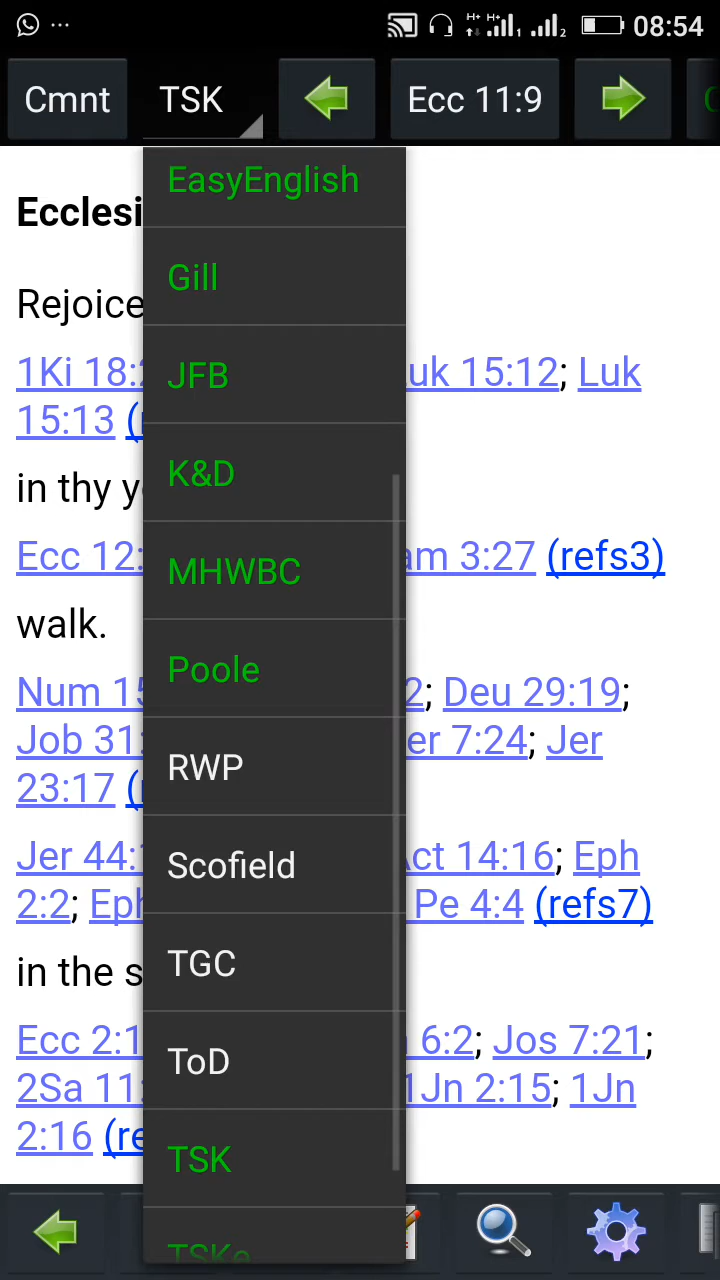 08:54
Cmnt TSK Ecc 11:9
EasyEnglish
Gill
JFB
K&D
MHWBC
Poole
RWP
Scofield
TGC
ToD
TSK
TSKe
Ecclesi
Rejoice
1Ki 18: uk 15:12; Luk
15:13 (
in thy y
Ecc 12: am 3:27 (refs3)
walk.
Num 15 2; Deu 29:19;
Job 31: er 7:24; Jer
23:17 (
Jer 44: Act 14:16; Eph
2:2; Eph Pe 4:4 (refs7)
in the s
Ecc 2:1 6:2; Jos 7:21;
2Sa 11: 1Jn 2:15; 1Jn
2:16 (re